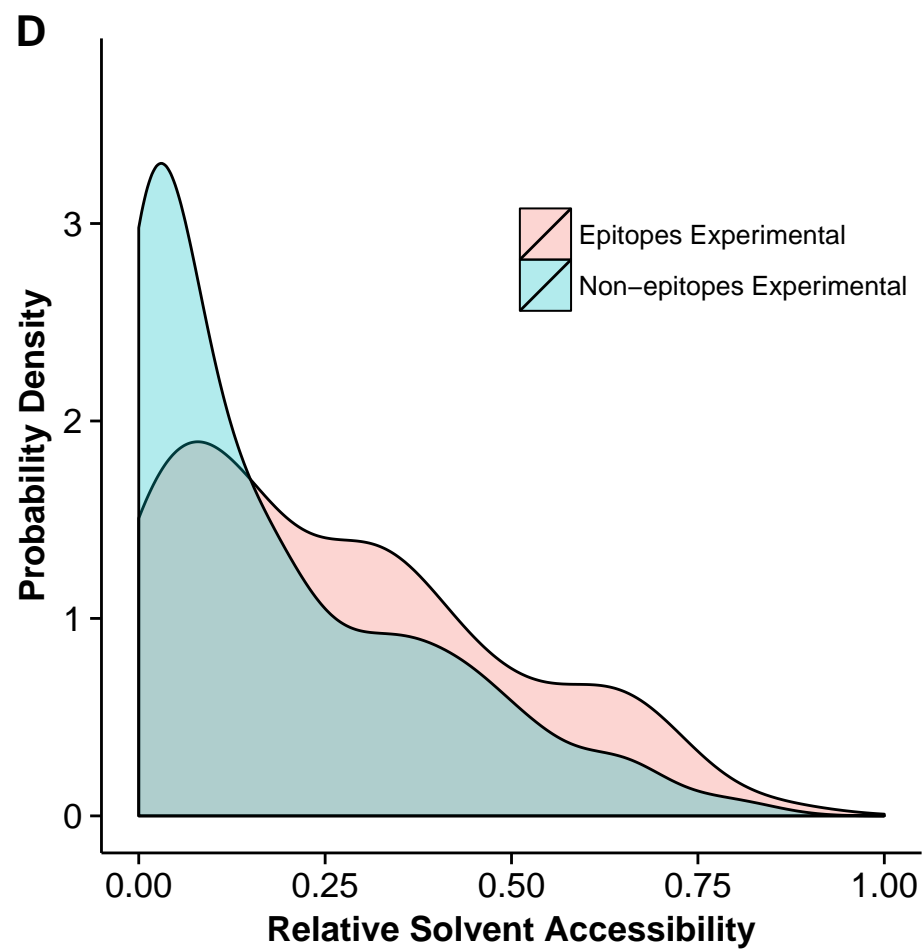 D
Probability Density
3
2
1
0
Epitopes Experimental
Non−epitopes Experimental
0.00 0.25 0.50 0.75 1.00
Relative Solvent Accessibility